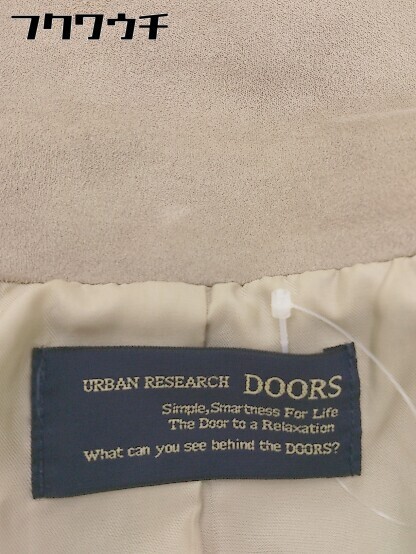 フクワウチ
URBAN RESEARCH DOORS
Simple,Smartness For Life
The Door to a Relaxation
What can you see behind the DOORS?